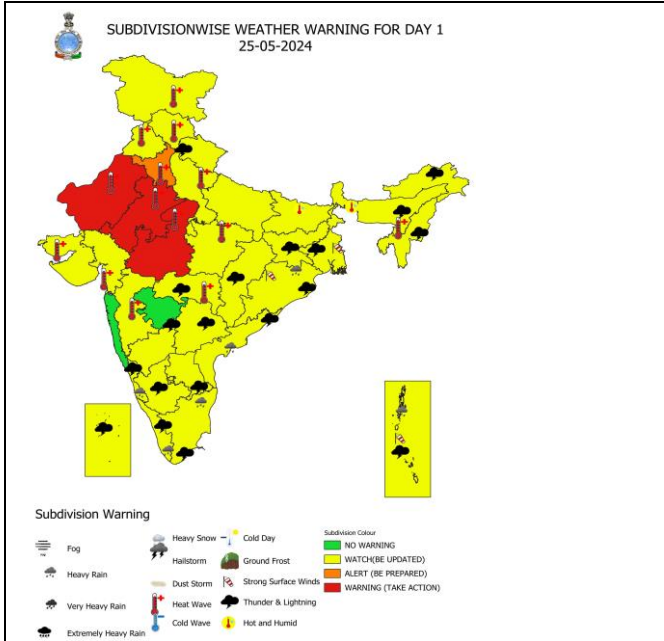 SUBDIVISIONWISE WEATHER WARNING FOR DAY 1
25-05-2024
Subdivision Warning
Fog
Heavy Rain
Very Heavy Rain
Extremely Heavy Rain
Heavy Snow
Hailstorm
Dust Storm
Heat Wave
Cold Wave
Cold Day
Ground Frost
Strong Surface Winds
Thunder & Lightning
Hot and Humid
Subdivision Colour
NO WARNING
WATCH(BE UPDATED)
ALERT (BE PREPARED)
WARNING (TAKE ACTION)